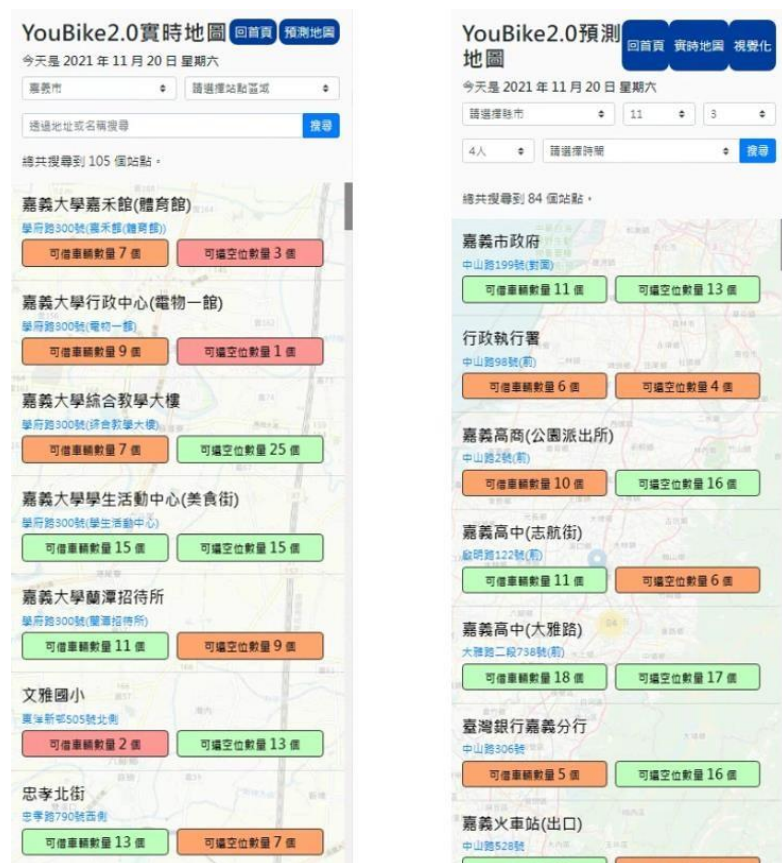 YouBike2.0實時地圖
回首頁
預測地圖
今天是 2021 年 11 月 20 日 星期六
嘉義市
請選擇站點區域
透過地址或名稱搜尋
搜尋
總共搜尋到 105 個站點。
嘉義大學嘉禾館(體育館)
學府路300號(嘉禾館(體育館))
可借車輛數量 7 個
可還空位數量 3 個
嘉義大學行政中心(電物一館)
學府路300號(電物一館)
可借車輛數量 9 個
可還空位數量 1 個
嘉義大學綜合教學大樓
學府路300號(綜合教學大樓)
可借車輛數量 7 個
可還空位數量 25 個
嘉義大學學生活動中心(美食街)
學府路300號(學生活動中心)
可借車輛數量 15 個
可還空位數量 15 個
嘉義大學蘭潭招待所
學府路300號(蘭潭招待所)
可借車輛數量 11 個
可還空位數量 9 個
文雅國小
東洋新邨505號北側
可借車輛數量 2 個
可還空位數量 13 個
忠孝北街
忠孝路790號西側
可借車輛數量 13 個
可還空位數量 7 個
YouBike2.0預測
地圖
回首頁
實時地圖
視覺化
今天是 2021 年 11 月 20 日 星期六
請選擇縣市
11
3
4人
請選擇時間
搜尋
總共搜尋到 84 個站點。
嘉義市政府
中山路199號(對面)
可借車輛數量 11 個
可還空位數量 13 個
行政執行署
中山路98號(前)
可借車輛數量 6 個
可還空位數量 4 個
嘉義高商(公園派出所)
中山路2號(前)
可借車輛數量 10 個
可還空位數量 16 個
嘉義高中(志航街)
啟明路122號(前)
可借車輛數量 11 個
可還空位數量 6 個
嘉義高中(大雅路)
大雅路二段738號(前)
可借車輛數量 18 個
可還空位數量 17 個
臺灣銀行嘉義分行
中山路306號
可借車輛數量 5 個
可還空位數量 16 個
嘉義火車站(出口)
中山路528號